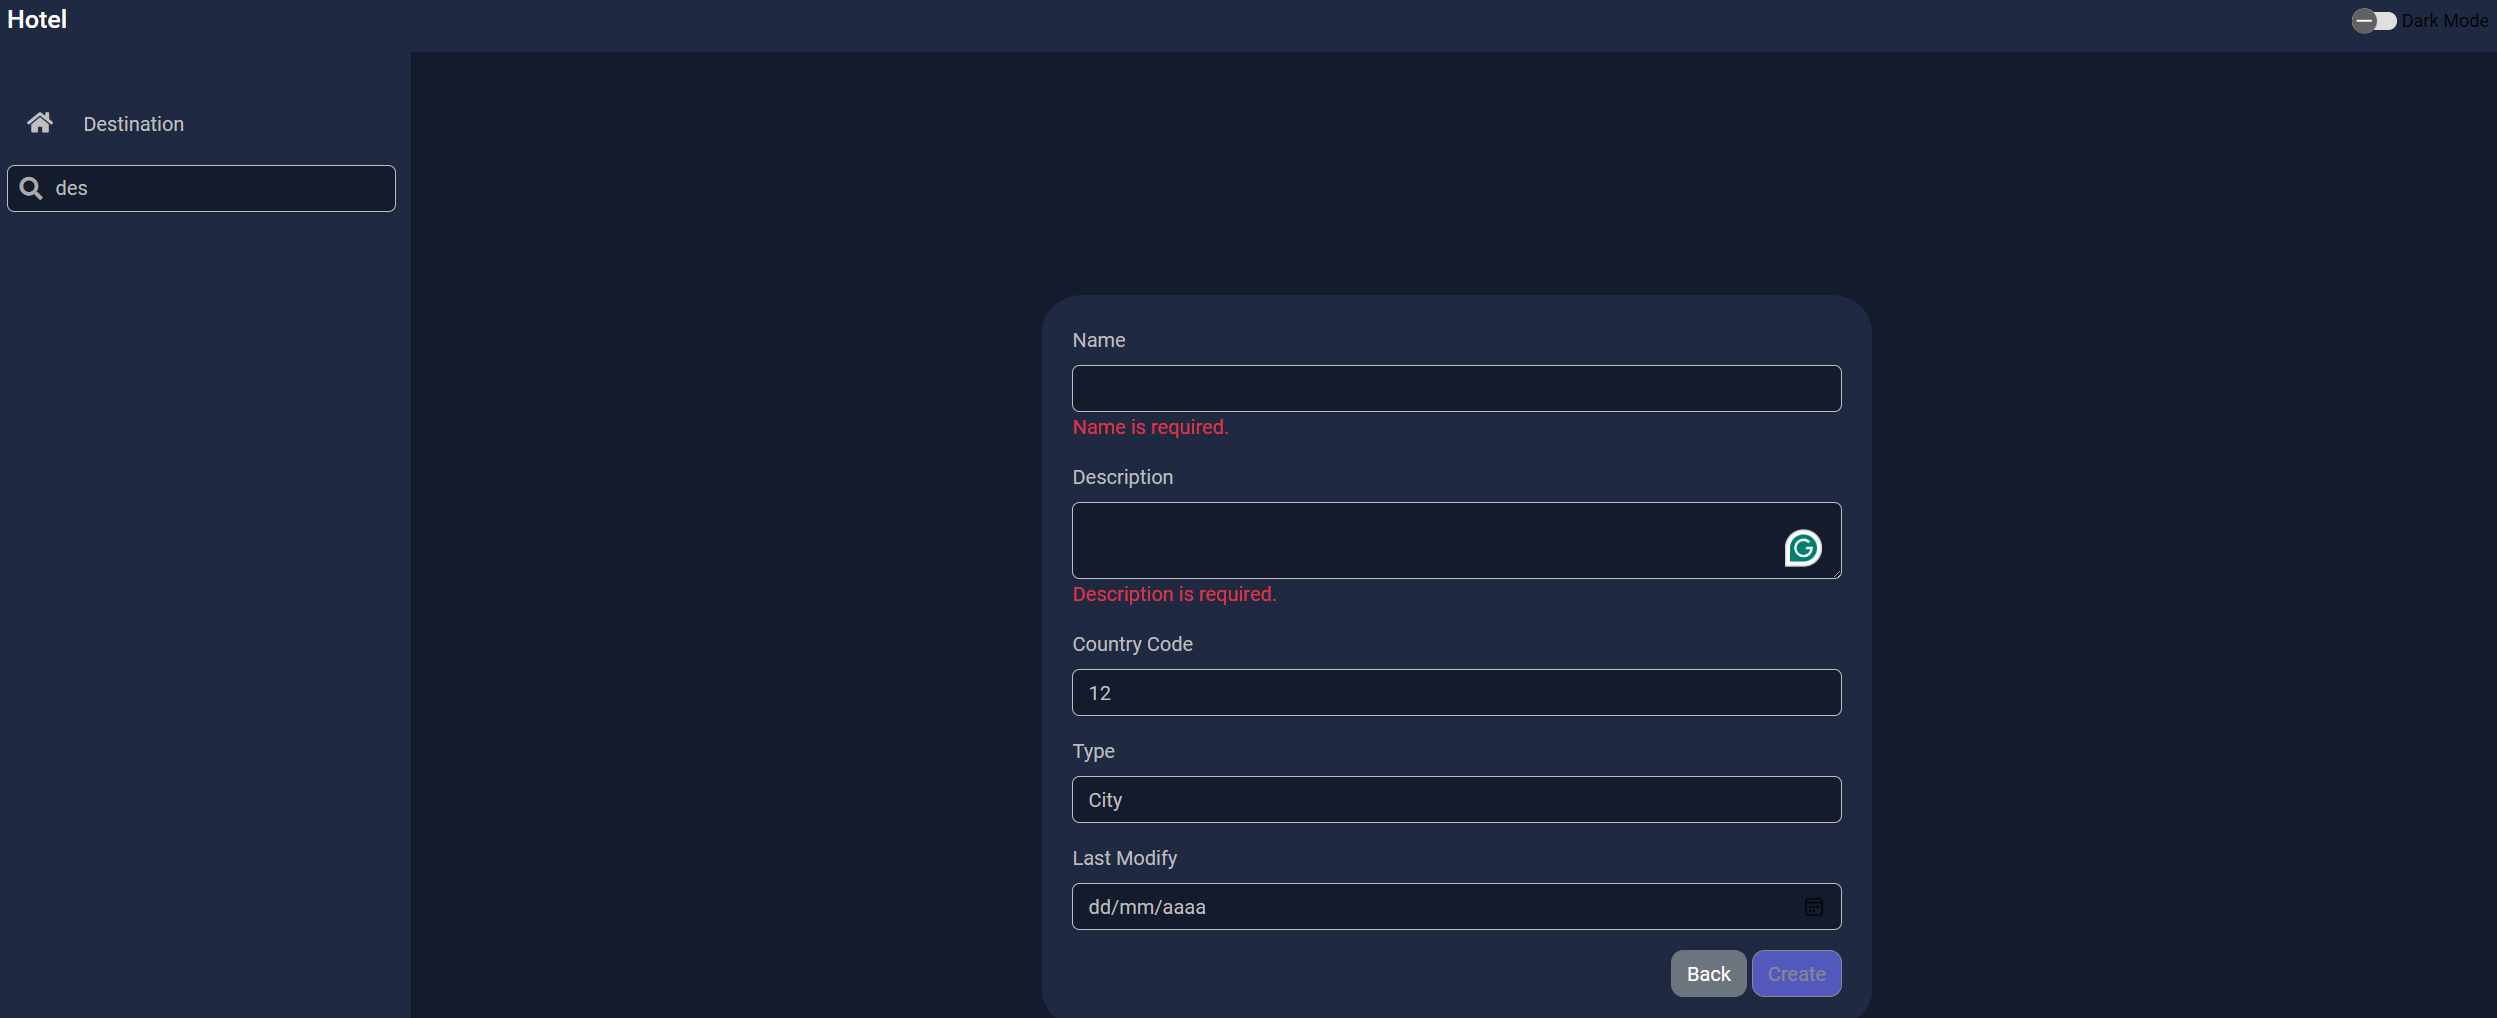 Hotel
Dark Mode
Destination
des
Name
Name is required.
Description
Description is required.
Country Code
12
Type
City
Last Modify
dd/mm/aaaa
Back
Create